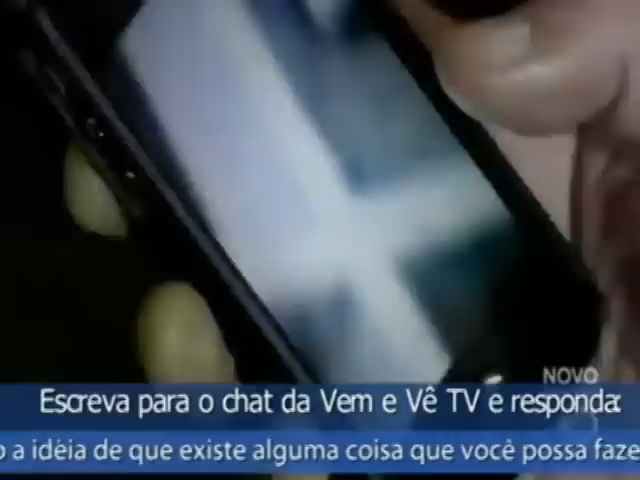 NOVO
Escreva para o chat da Vem e Vê TV e responda:
o a idéia de que existe alguma coisa que você possa faze